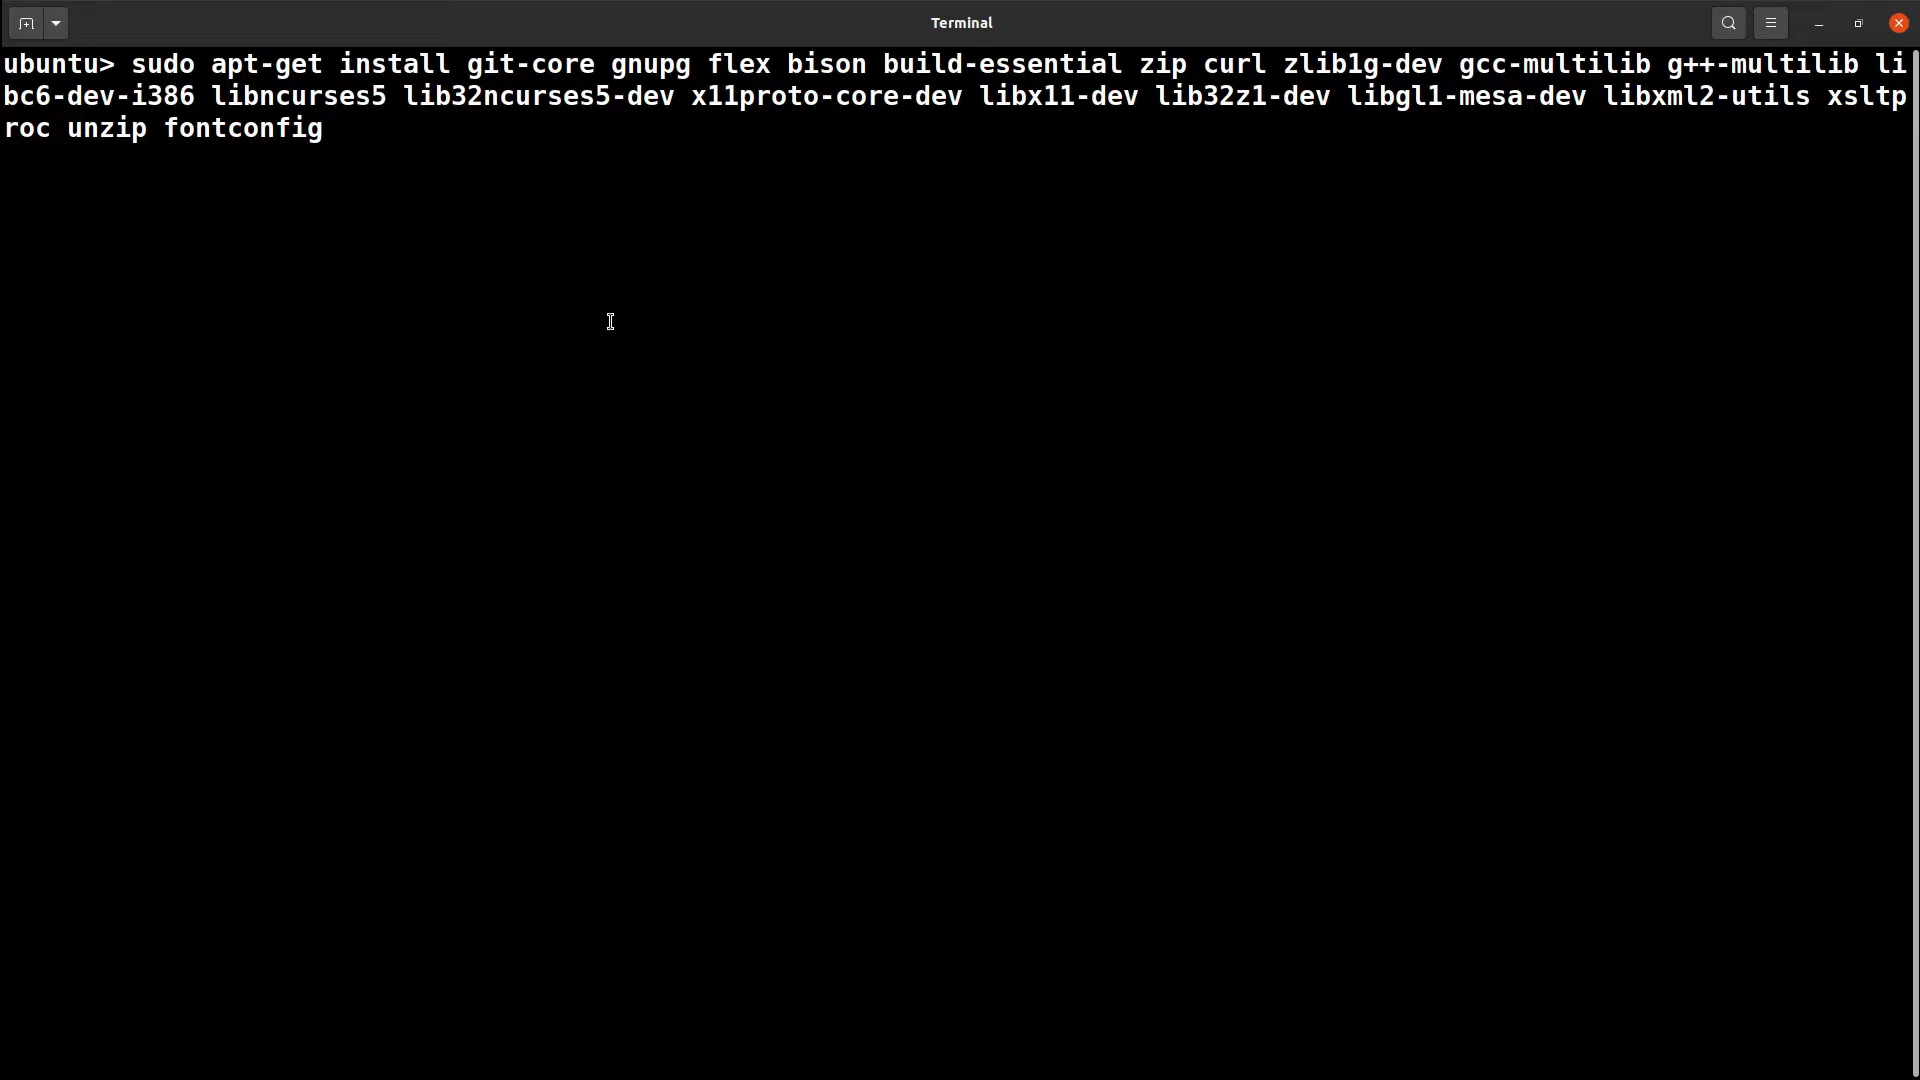 Terminal
ubuntu> sudo apt-get install git-core gnupg flex bison build-essential zip curl zlib1g-dev gcc-multilib g++-multilib li
bc6-dev-i386 libncurses5 lib32ncurses5-dev x11proto-core-dev libx11-dev lib32z1-dev libgl1-mesa-dev libxml2-utils xsltp
roc unzip fontconfig